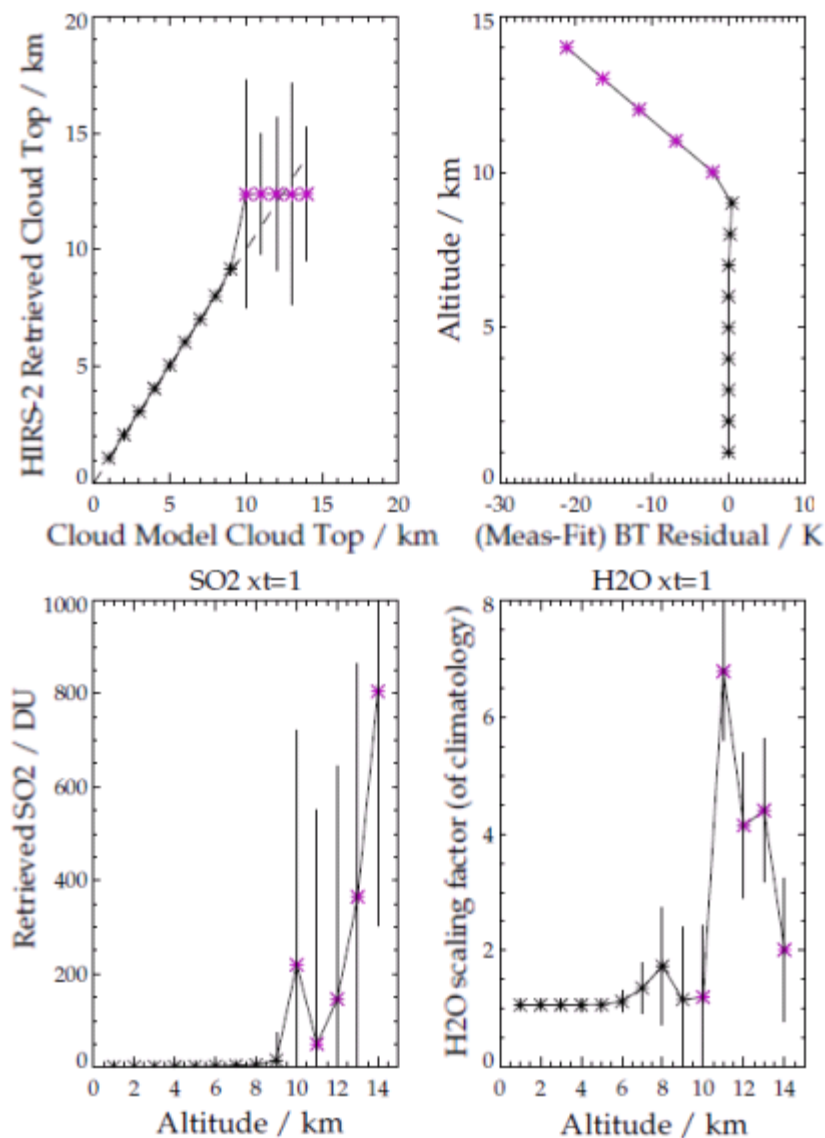 20
15
10
5
0
HIRS-2 Retrieved Cloud Top / km
0 5 10 15 20
Cloud Model Cloud Top / km
15
10
5
0
Altitude / km
-30 -20 -10 0 10
(Meas-Fit) BT Residual / K
SO2 xt=1
1000
800
600
400
200
0
Retrieved SO2 / DU
0 2 4 6 8 10 12 14
Altitude / km
H2O xt=1
8
6
4
2
0
H2O scaling factor (of climatology)
0 2 4 6 8 10 12 14
Altitude / km